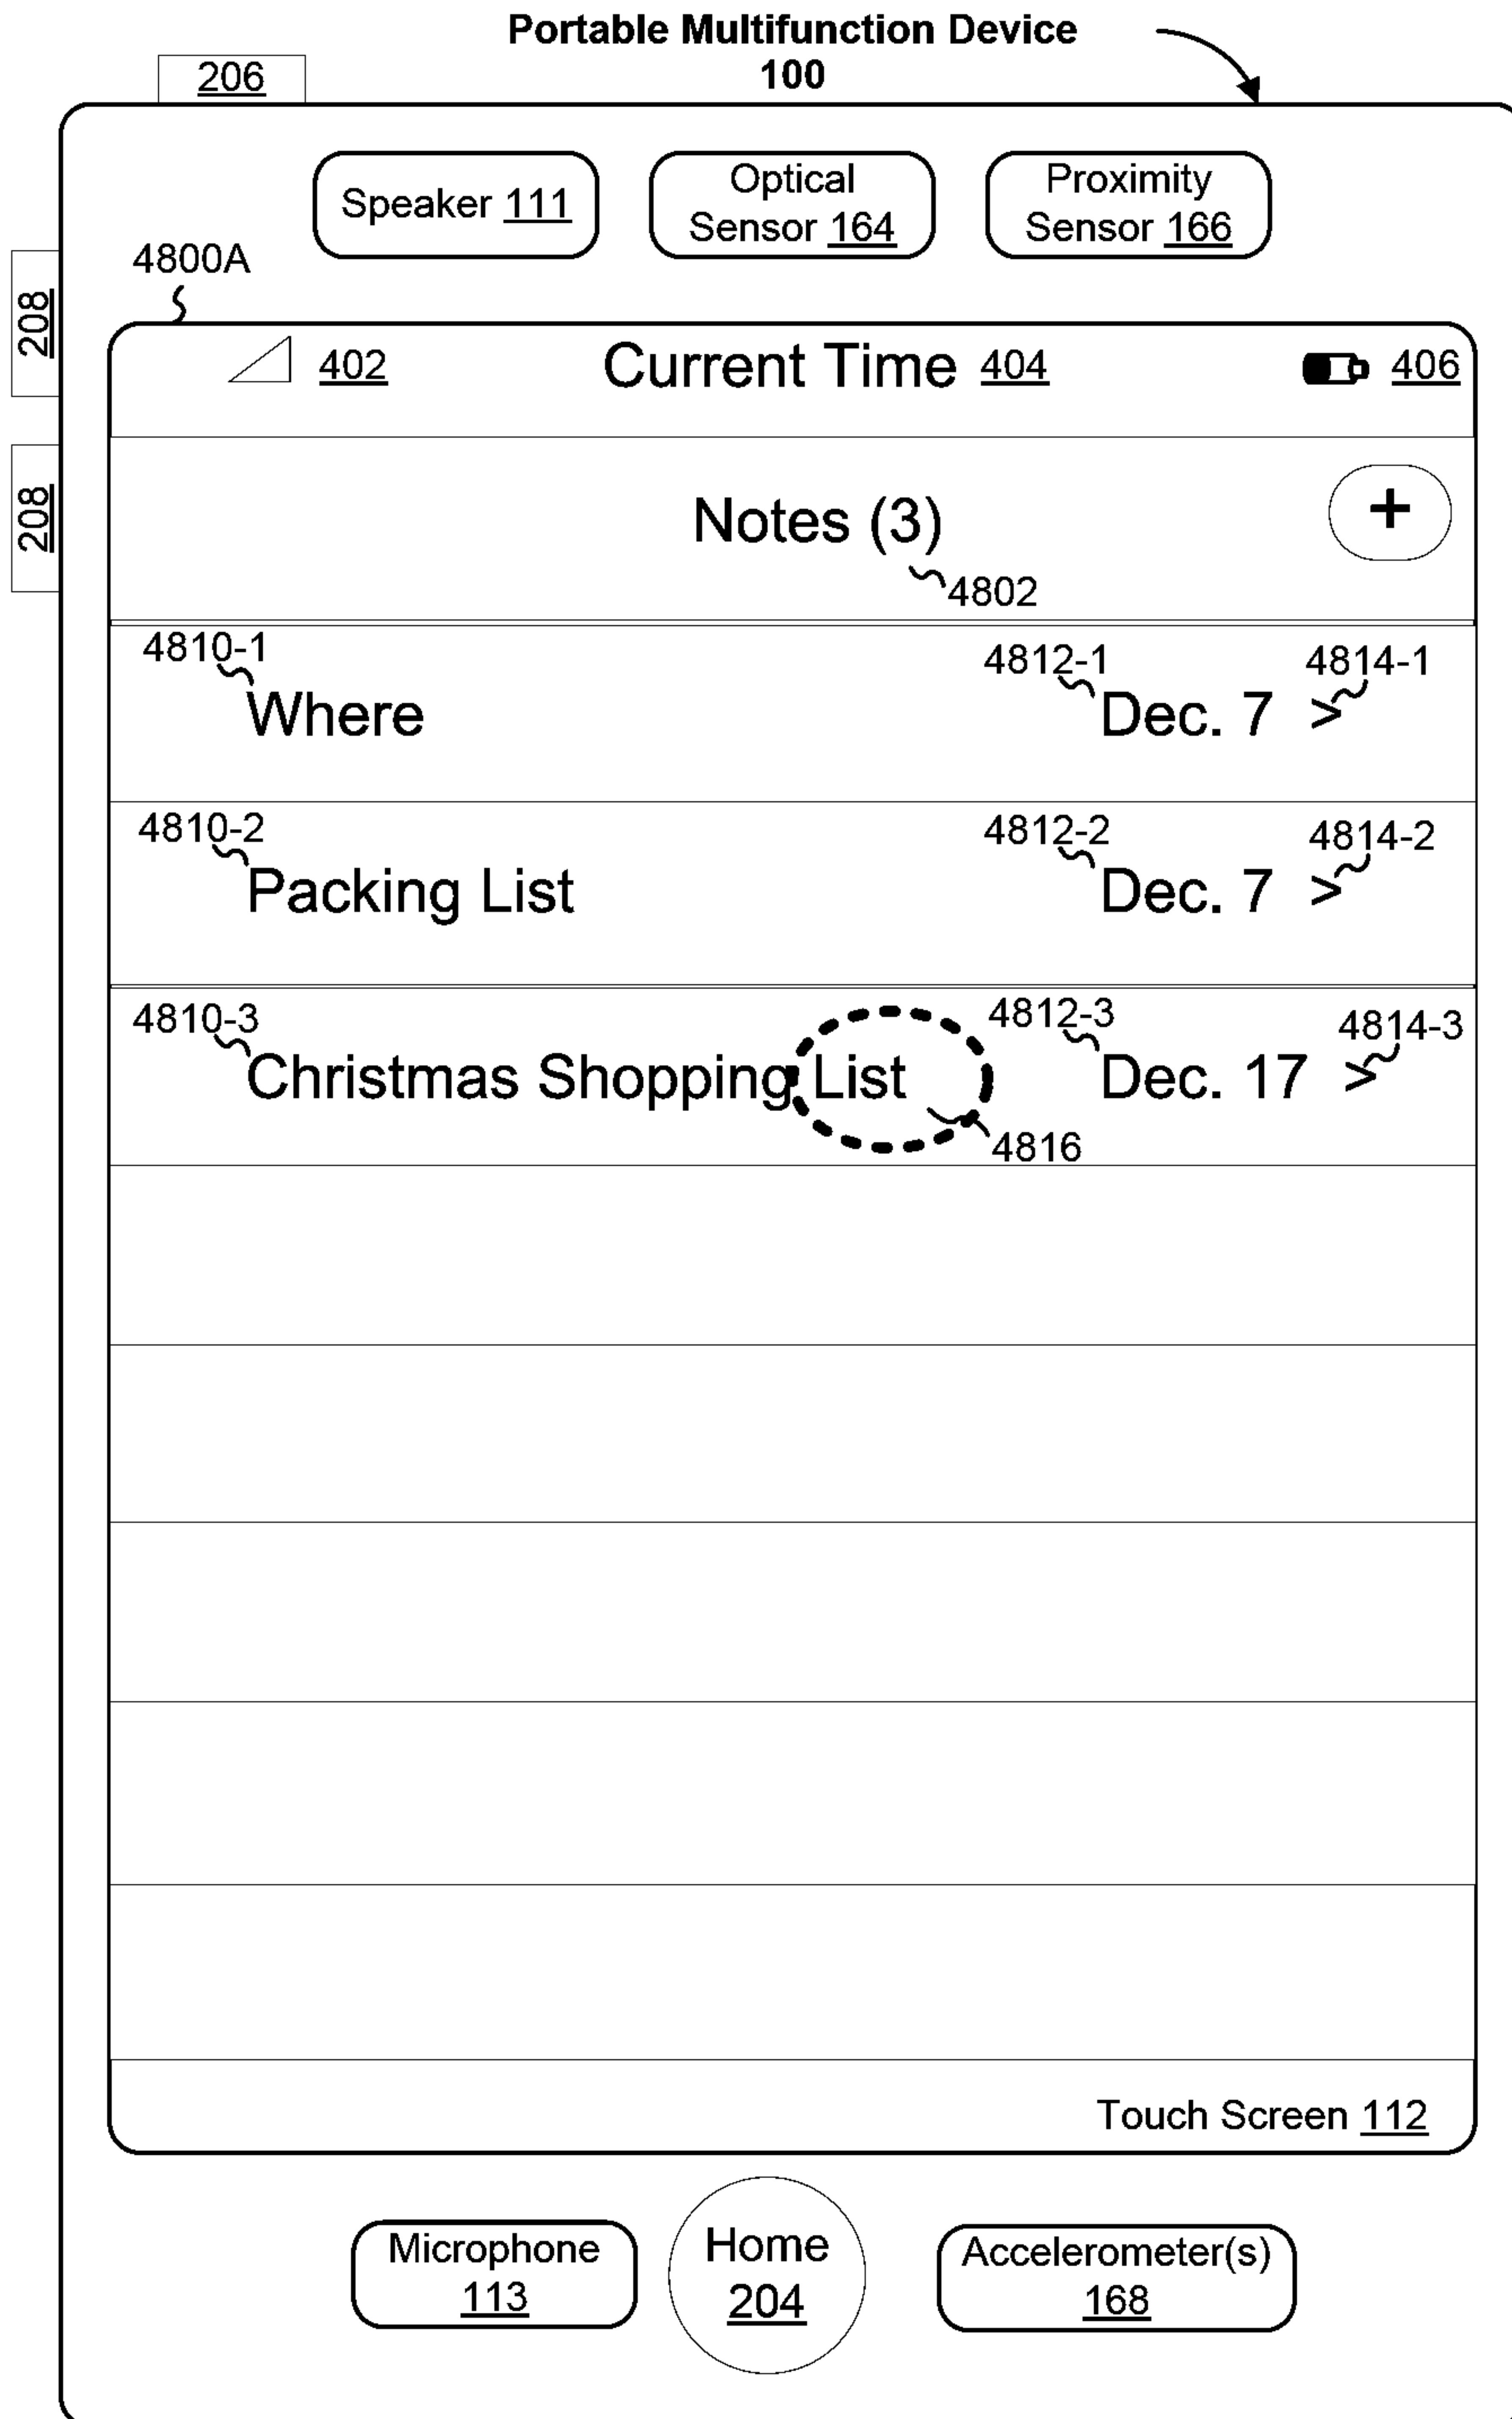 Portable Multifunction Device
100
206
Speaker 111
Optical
Sensor 164
Proximity
Sensor 166
4800A
208
402
Current Time 404
406
208
Notes (3)
+
4802
4810-1
4812-1
4814-1
Where
Dec. 7 >
4810-2
4812-2
4814-2
Packing List
Dec. 7 >
4810-3
4812-3
4814-3
Christmas Shopping List
Dec. 17 >
4816
Touch Screen 112
Microphone
113
Home
204
Accelerometer(s)
168